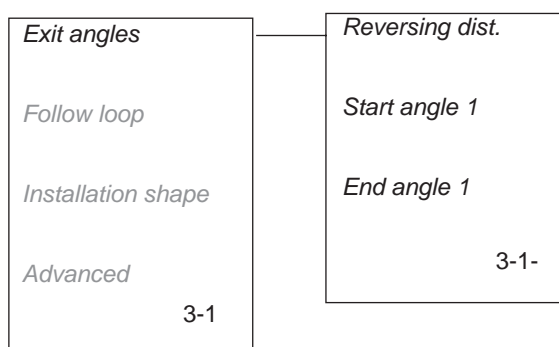 Exit angles
Follow loop
Installation shape
Advanced
3-1
Reversing dist.
Start angle 1
End angle 1
3-1-